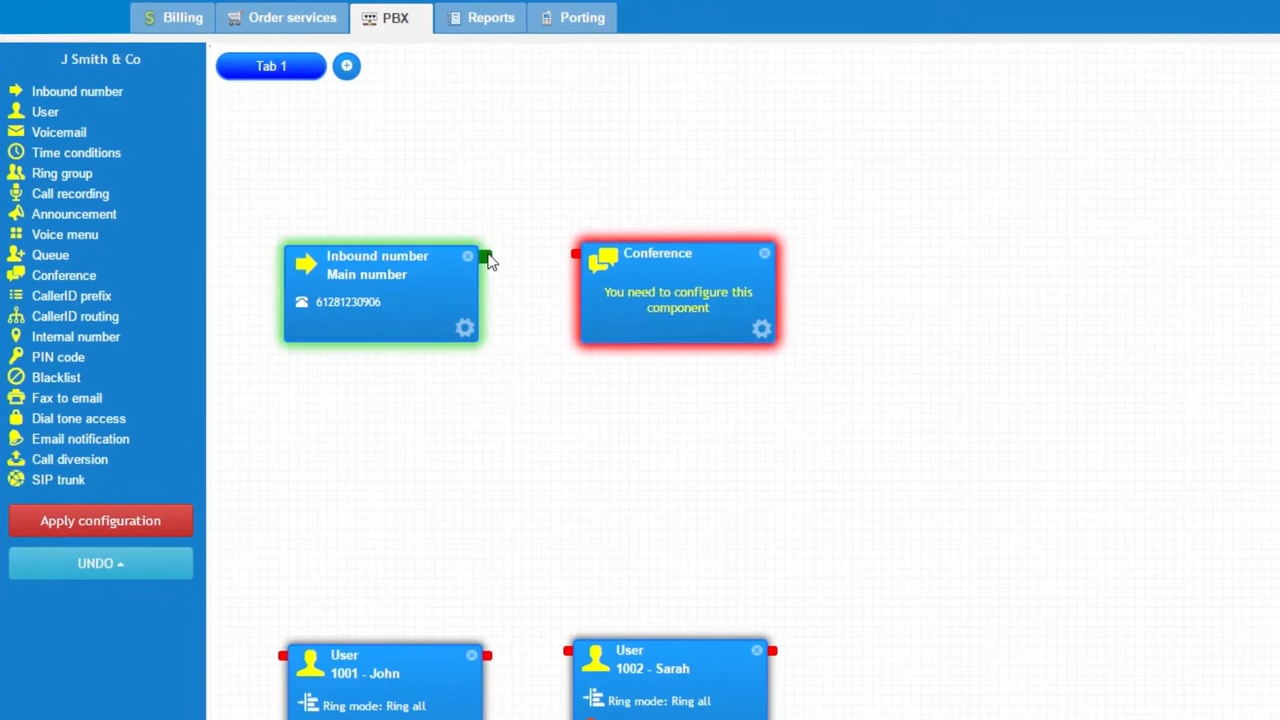 Billing
Order services
PBX
Reports
Porting
J Smith & Co
Tab 1
Inbound number
User
Voicemail
Time conditions
Ring group
Call recording
Announcement
Voice menu
Queue
Conference
CallerID prefix
CallerID routing
Internal number
PIN code
Blacklist
Fax to email
Dial tone access
Email notification
Call diversion
SIP trunk
Apply configuration
UNDO
Inbound number
Main number
61281230906
Conference
You need to configure this
component
User
1001 - John
Ring mode: Ring all
User
1002 - Sarah
Ring mode: Ring all